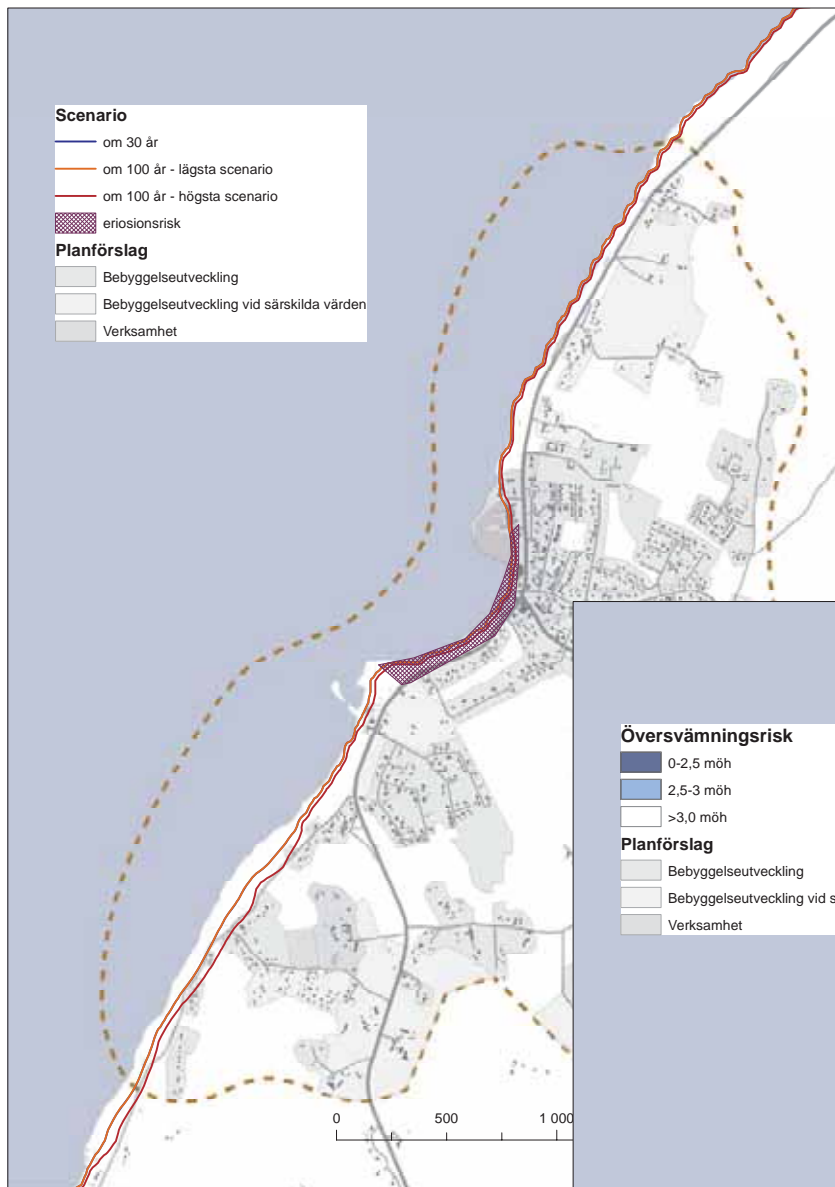 Scenario
om 30 år
om 100 år - lägsta scenario
om 100 år - högsta scenario
eriosionsrisk
Planförslag
Bebyggelseutveckling
Bebyggelseutveckling vid särskilda värden
Verksamhet
Översvämningsrisk
0-2,5 möh
2,5-3 möh
>3,0 möh
Planförslag
Bebyggelseutveckling
Bebyggelseutveckling vid s
Verksamhet
0 500 1 000